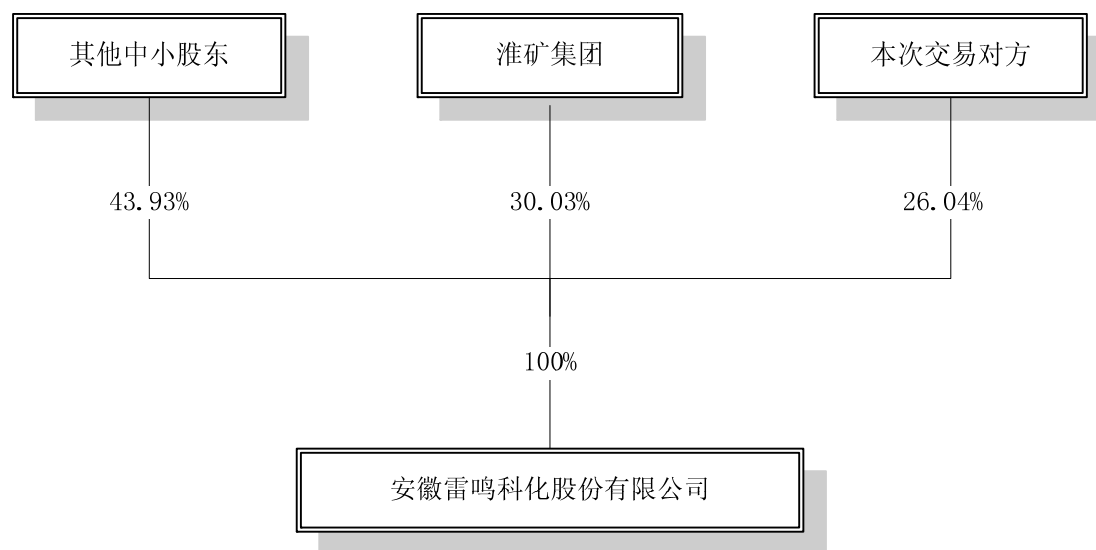 其他中小股东
淮矿集团
本次交易对方
43.93%
30.03%
26.04%
100%
安徽雷鸣科化股份有限公司